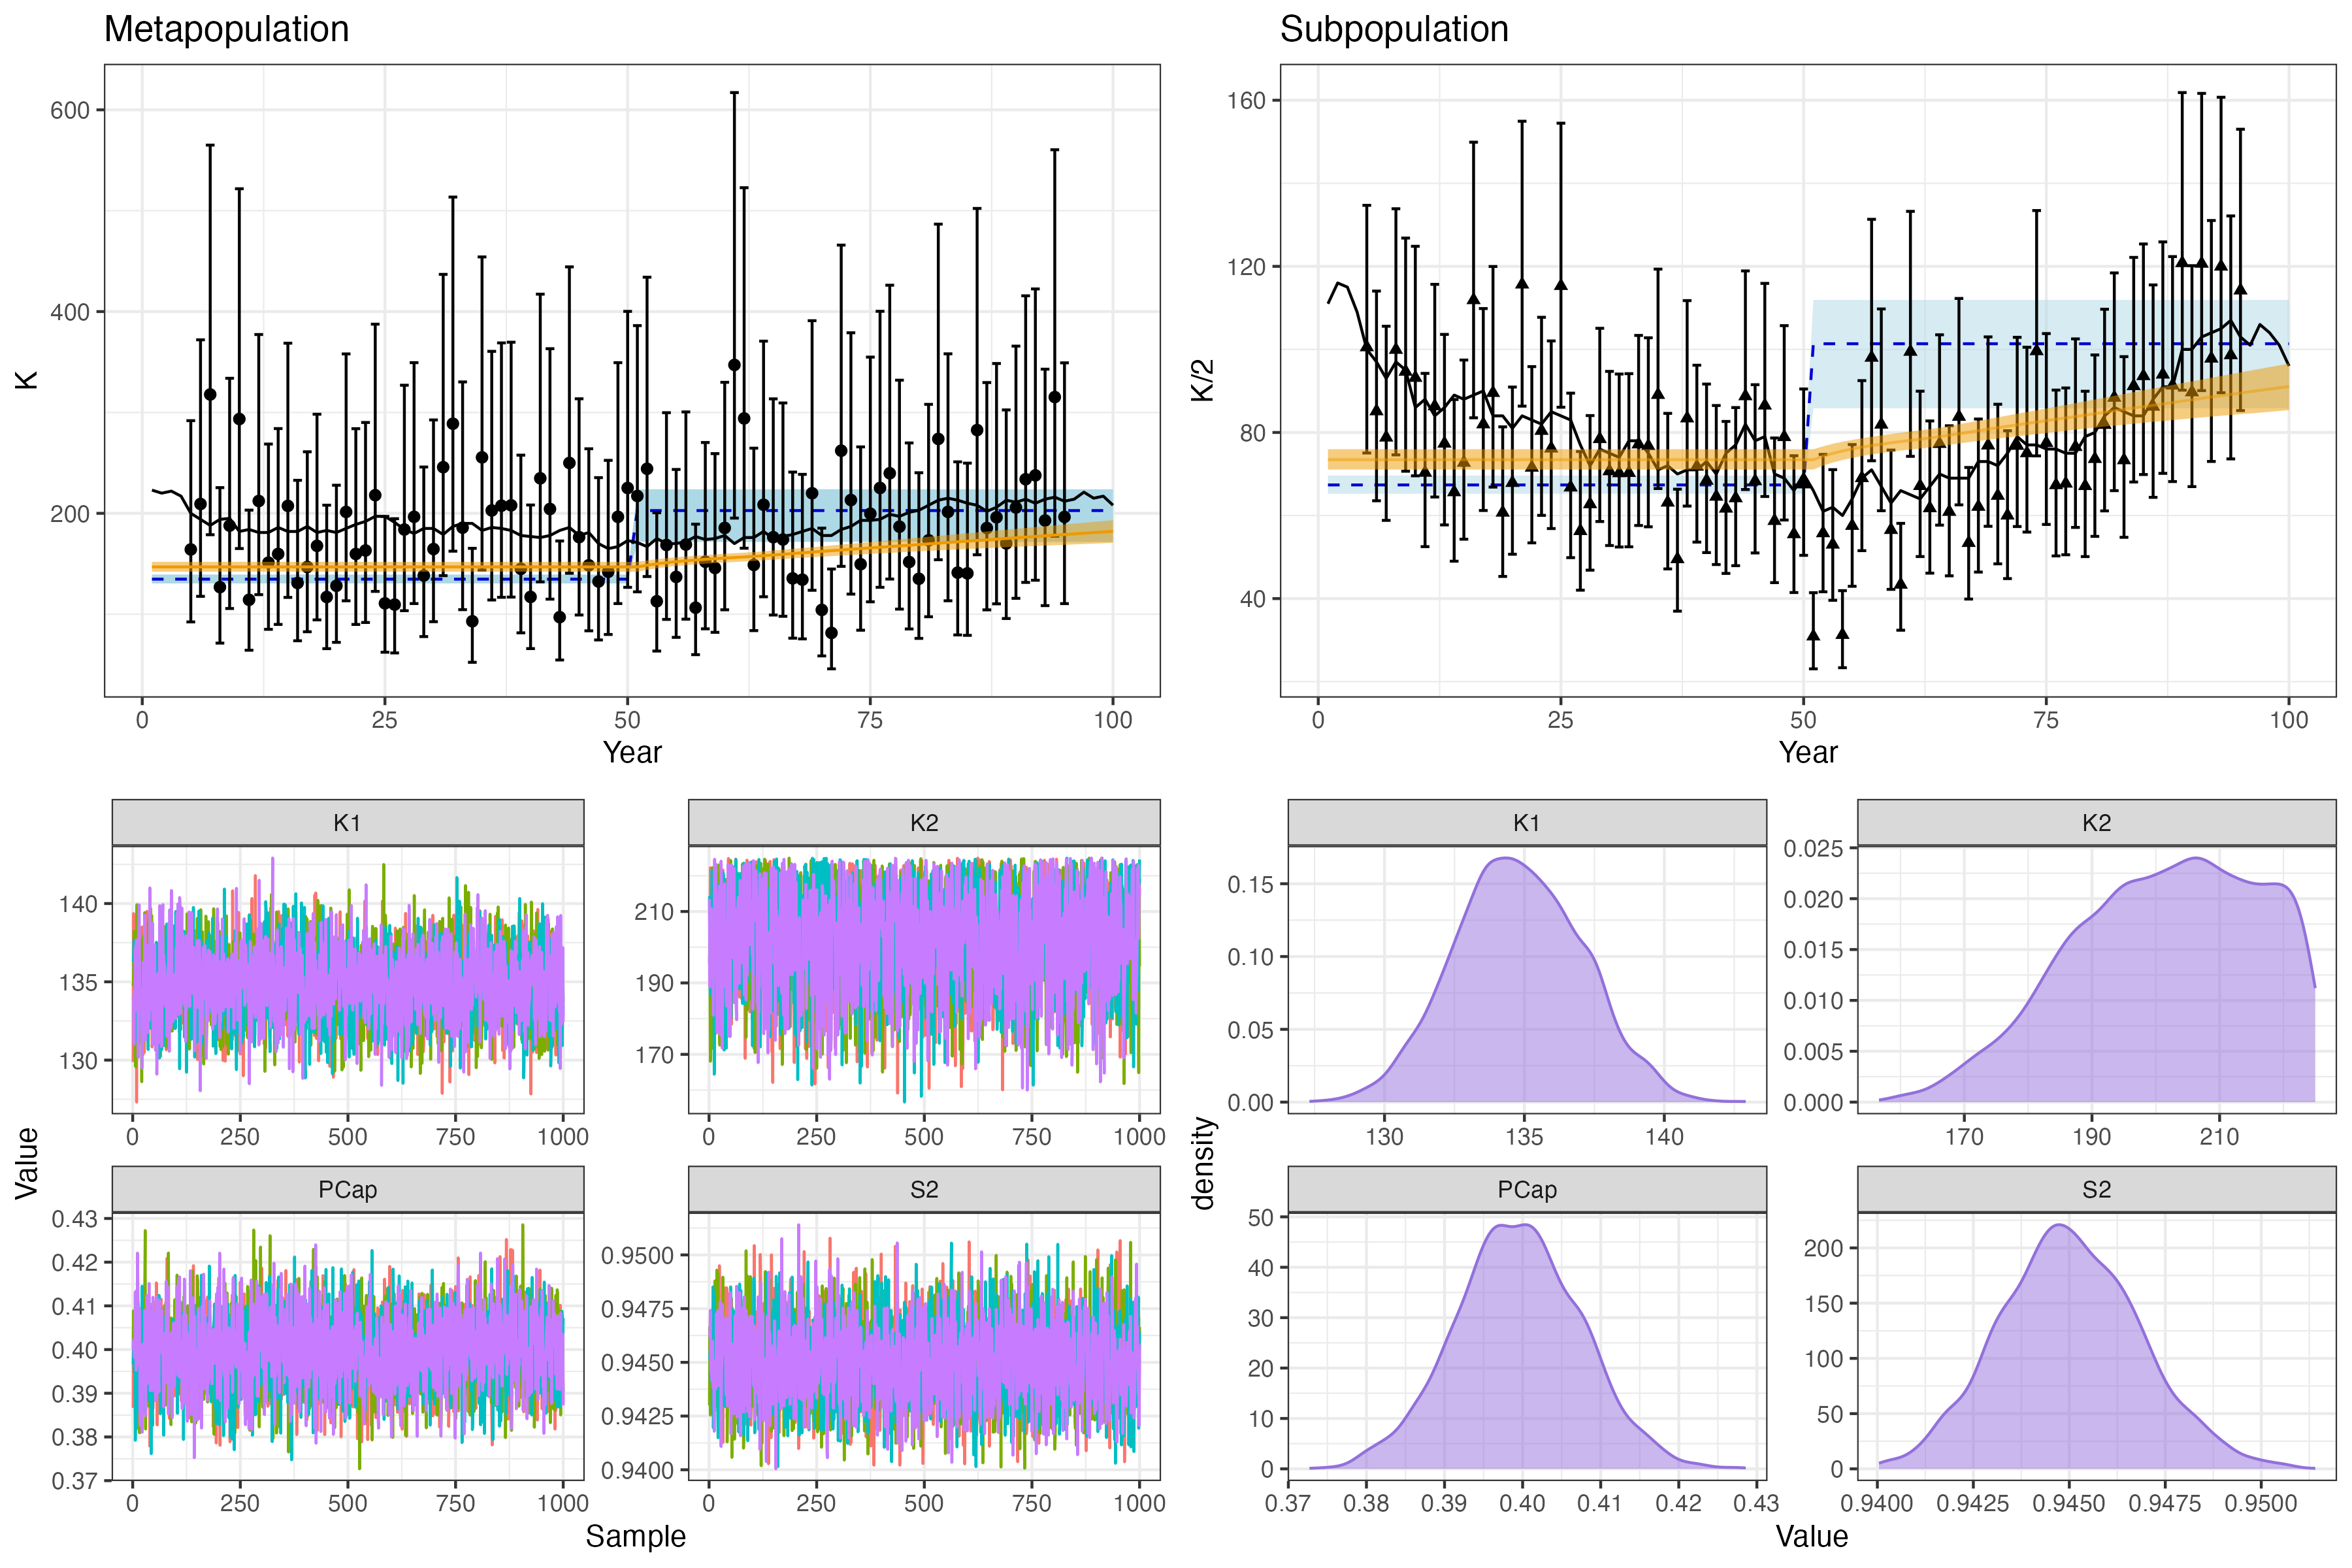 Metapopulation
K
600
400
200
0 25 50 75 100
Year
Subpopulation
K/2
160
120
80
40
0 25 50 75 100
Year
Value
K1
140
135
130
0 250 500 750 1000
K2
210
190
170
0 250 500 750 1000
PCap
0.43
0.42
0.41
0.40
0.39
0.38
0.37
0 250 500 750 1000
S2
0.9500
0.9475
0.9450
0.9425
0.9400
0 250 500 750 1000
Sample
density
K1
0.15
0.10
0.05
0.00
130 135 140
K2
0.025
0.020
0.015
0.010
0.005
0.000
170 190 210
PCap
50
40
30
20
10
0
0.37 0.38 0.39 0.40 0.41 0.42 0.43
S2
200
150
100
50
0
0.9400 0.9425 0.9450 0.9475 0.9500
Value